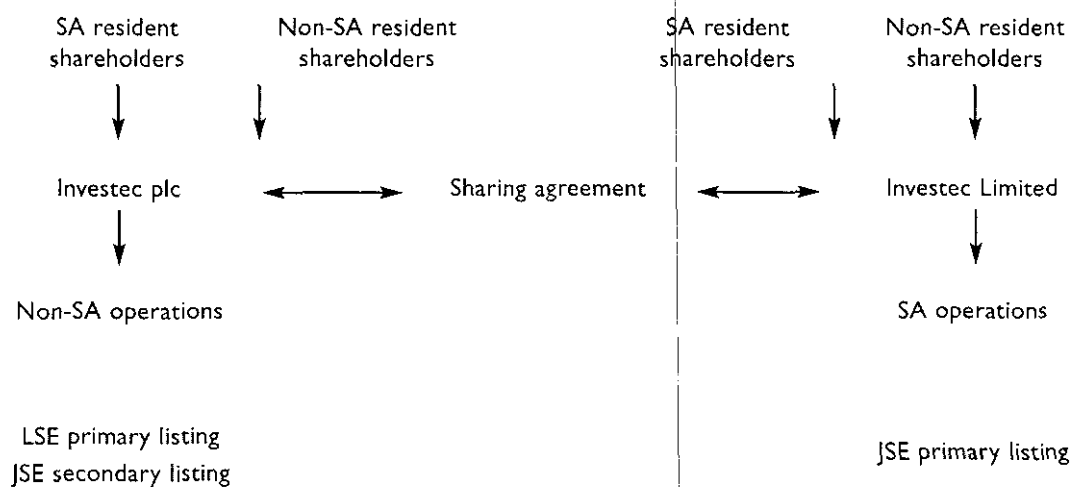 SA resident
shareholders
Non-SA resident
shareholders
SA resident
shareholders
Non-SA resident
shareholders
Investec plc
Sharing agreement
Investec Limited
Non-SA operations
SA operations
LSE primary listing
JSE secondary listing
JSE primary listing